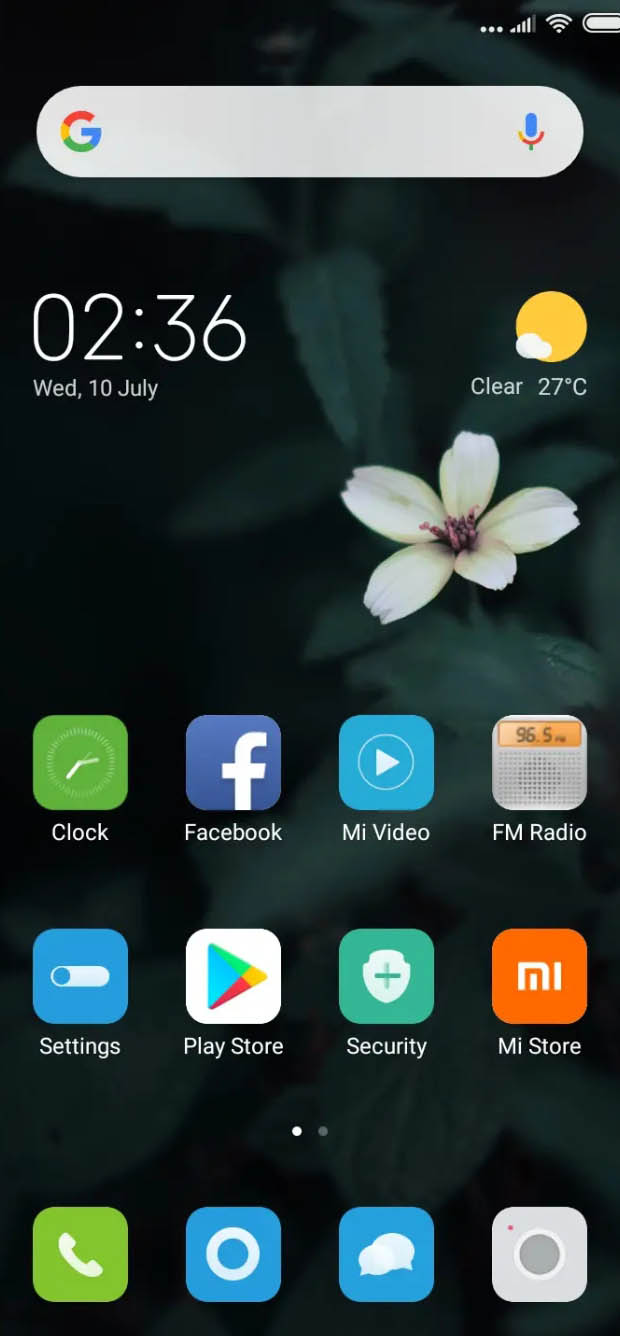 02:36
Wed, 10 July
Clear 27°C
96.5 FM
Clock
Facebook
Mi Video
FM Radio
Settings
Play Store
Security
Mi Store